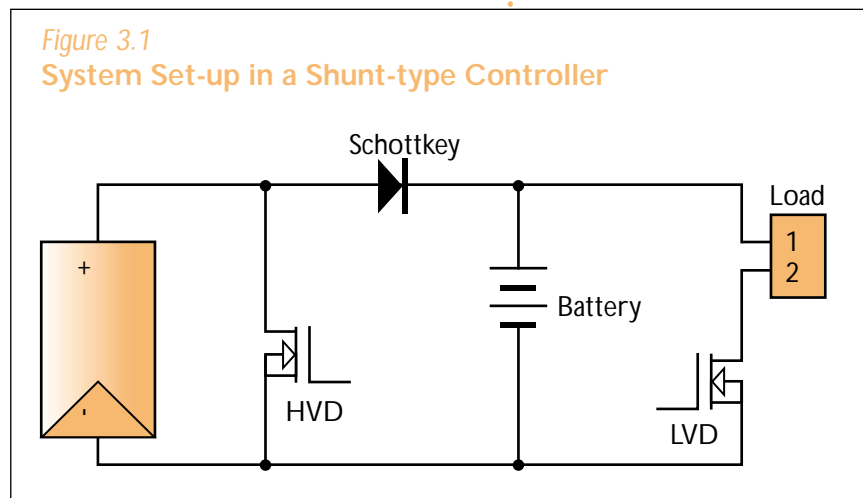 Figure 3.1
System Set-up in a Shunt-type Controller
Schottkey
Load
1
2
+
Battery
HVD
-
LVD